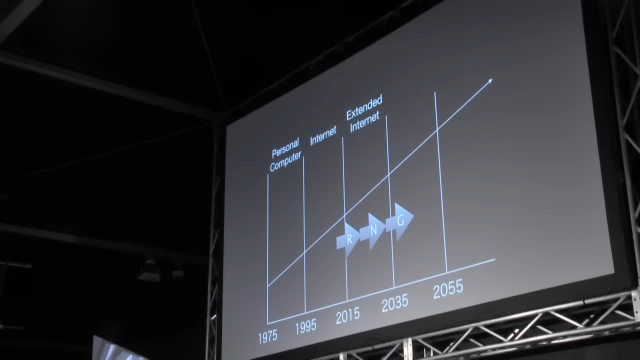 Personal
Computer
Internet
Extended
Internet
R N G
1975 1995 2015 2035 2055